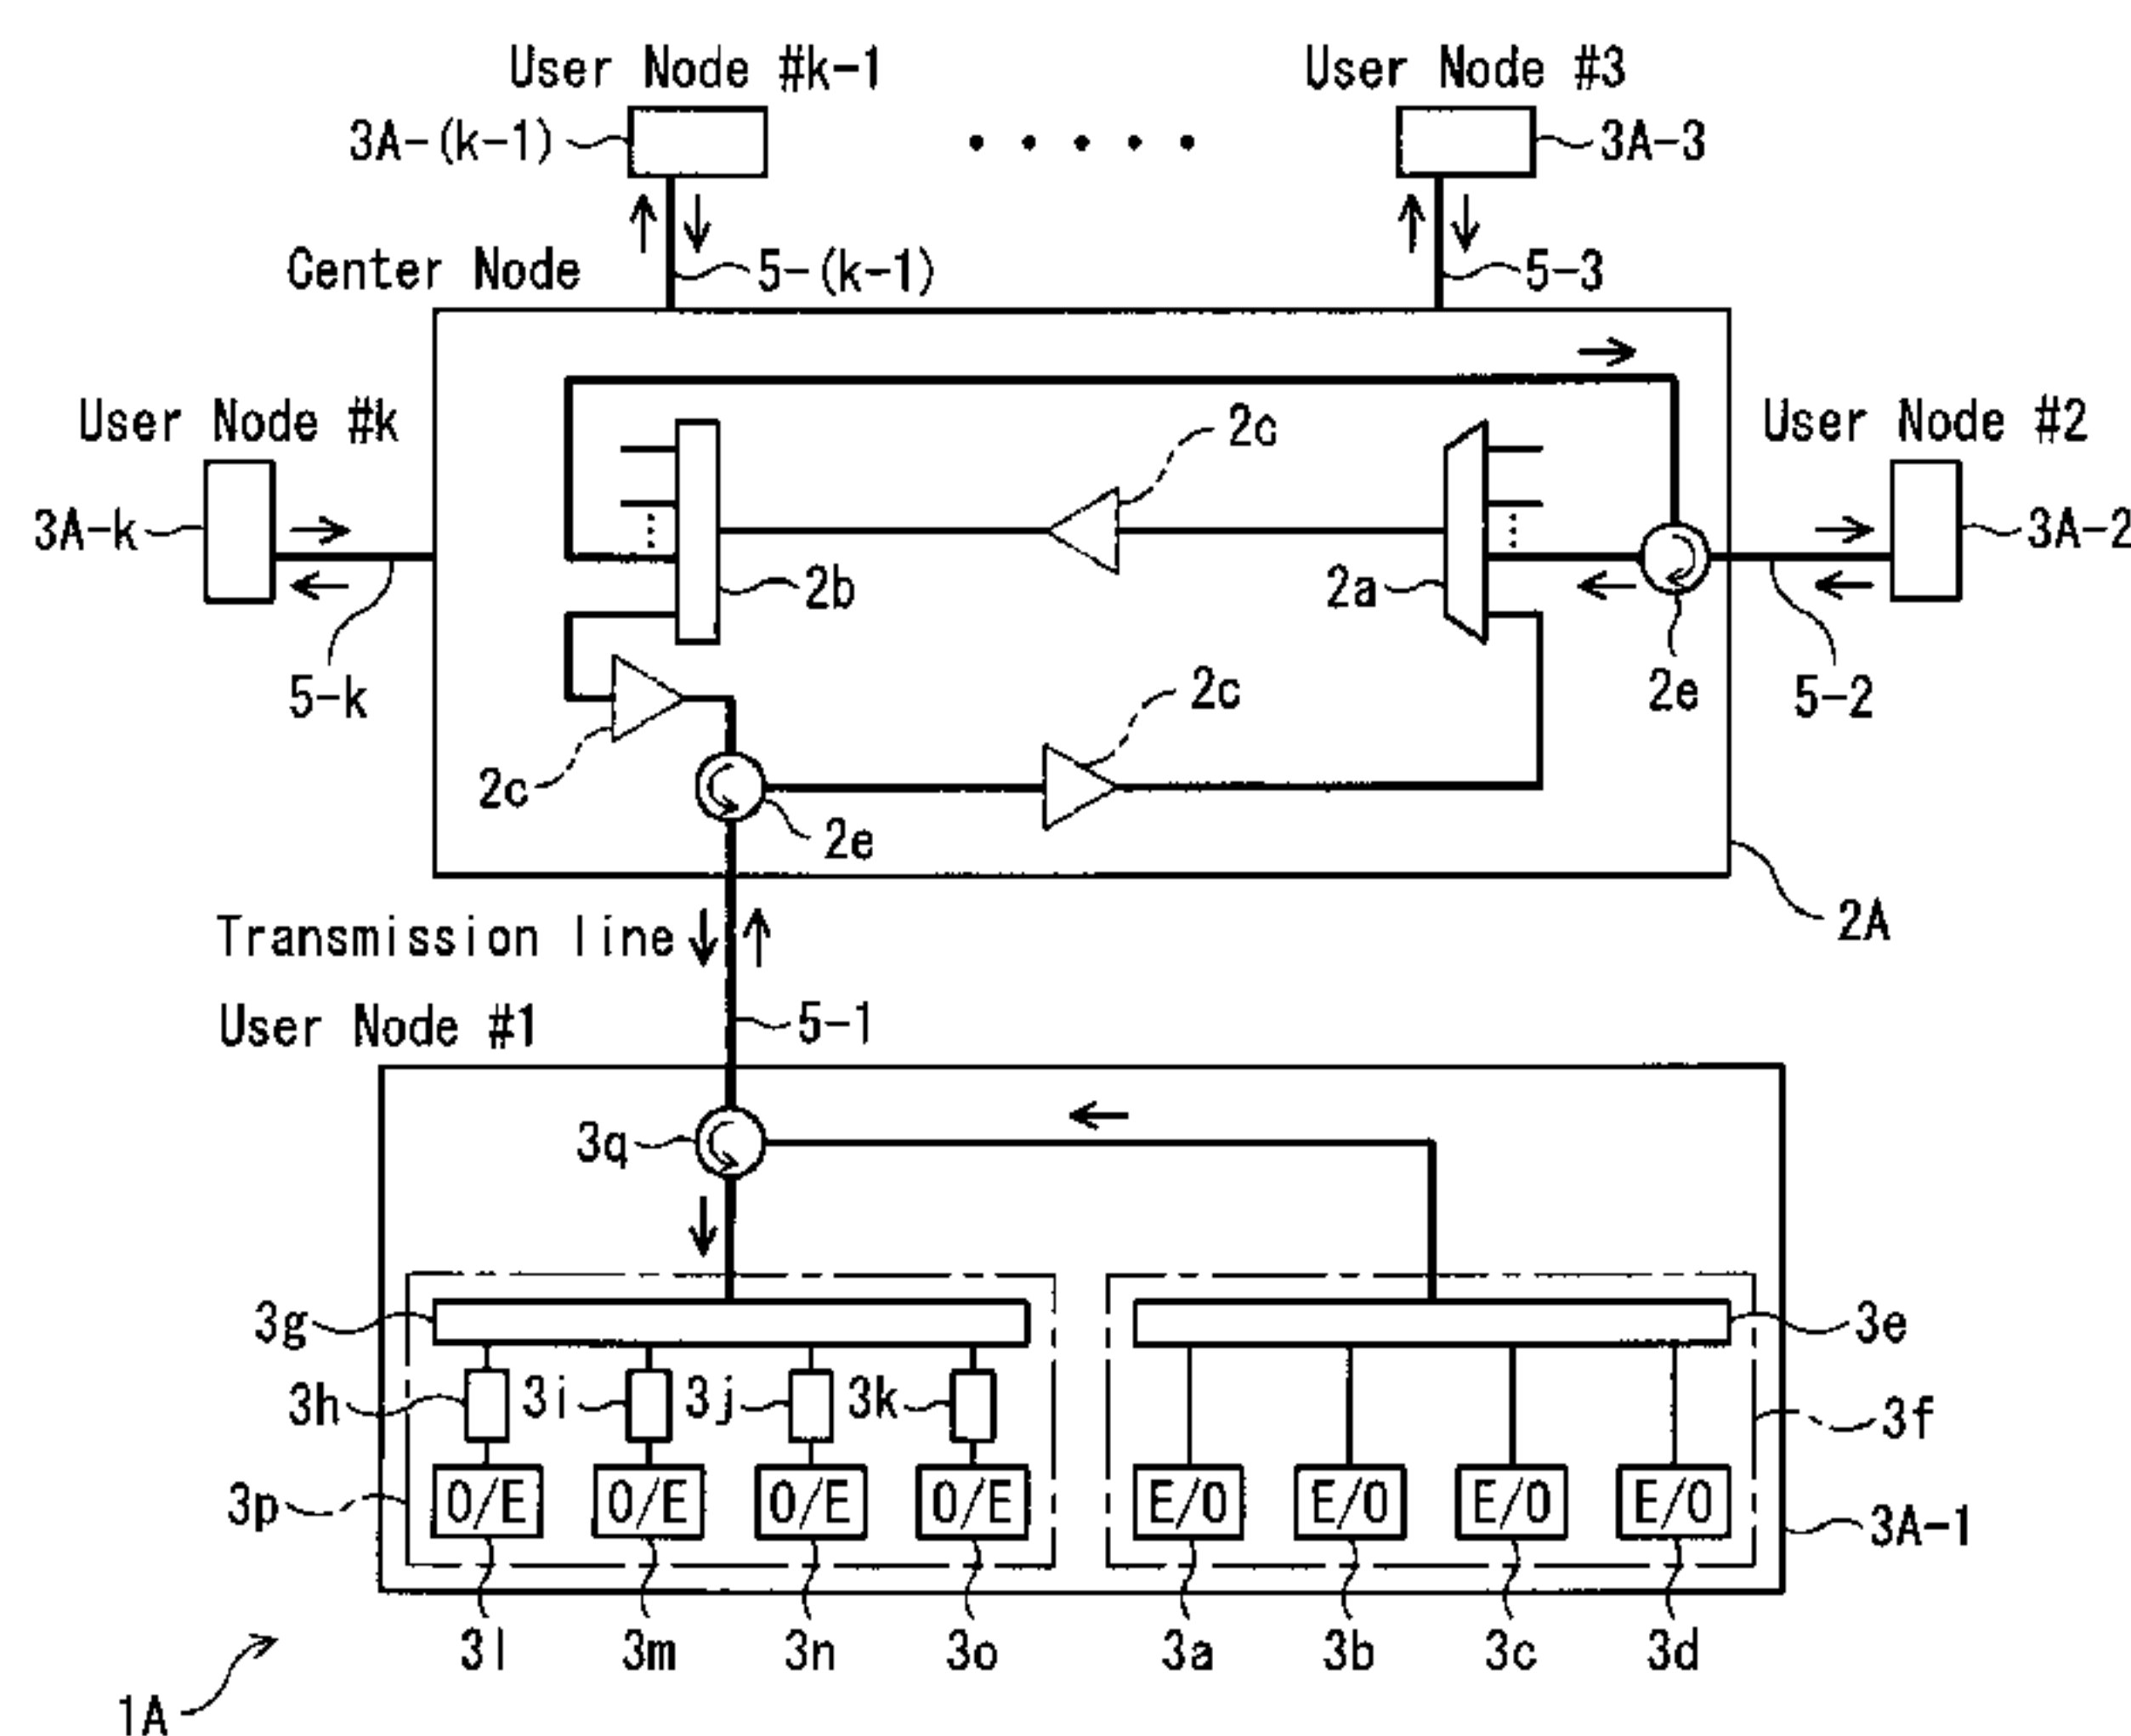 User Node #k-1
User Node #3
3A-(k-1)
3A-3
Center Node
5-(k-1)
5-3
User Node #k
2c
User Node #2
3A-k
3A-2
2b
2a
5-k
2c
2e
5-2
2c
2e
2A
Transmission line
User Node #1
5-1
3q
3g
3e
3h
3i
3j
3k
3f
3p
O/E
O/E
O/E
O/E
E/O
E/O
E/O
E/O
3A-1
3l
3m
3n
3o
3a
3b
3c
3d
1A